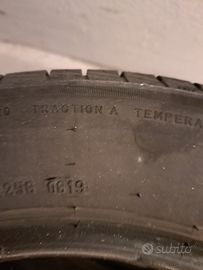 TRACTION A TEMPERA
0619
subito